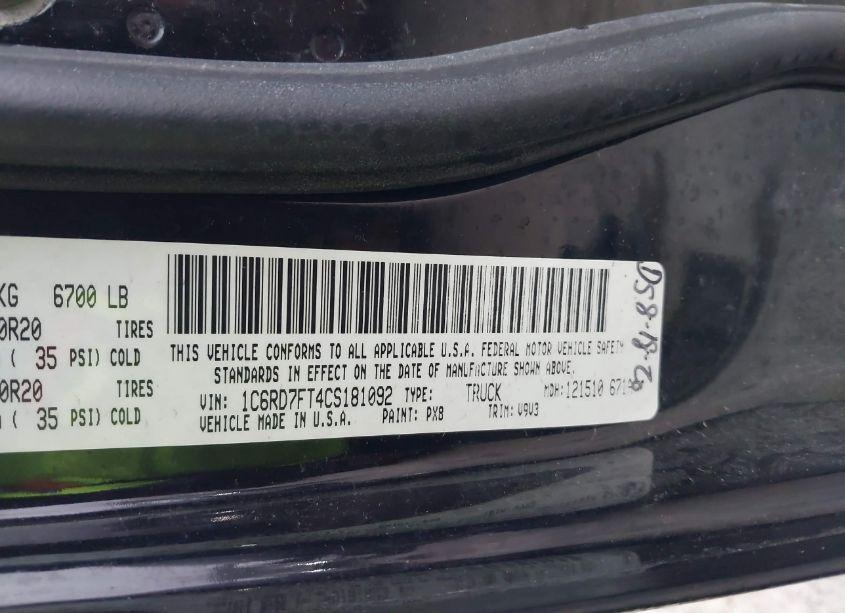 KG 6700 LB
0R20 TIRES
( 35 PSI) COLD
0R20 TIRES
( 35 PSI) COLD
THIS VEHICLE CONFORMS TO ALL APPLICABLE U.S.A. FEDERAL MOTOR VEHICLE SAFETY
STANDARDS IN EFFECT ON THE DATE OF MANUFACTURE SHOWN ABOVE.
VIN: 1C6RD7FT4CS181092 TYPE: TRUCK MDH: 121510
VEHICLE MADE IN U.S.A. PAINT: PX8 TRIM: V9V3